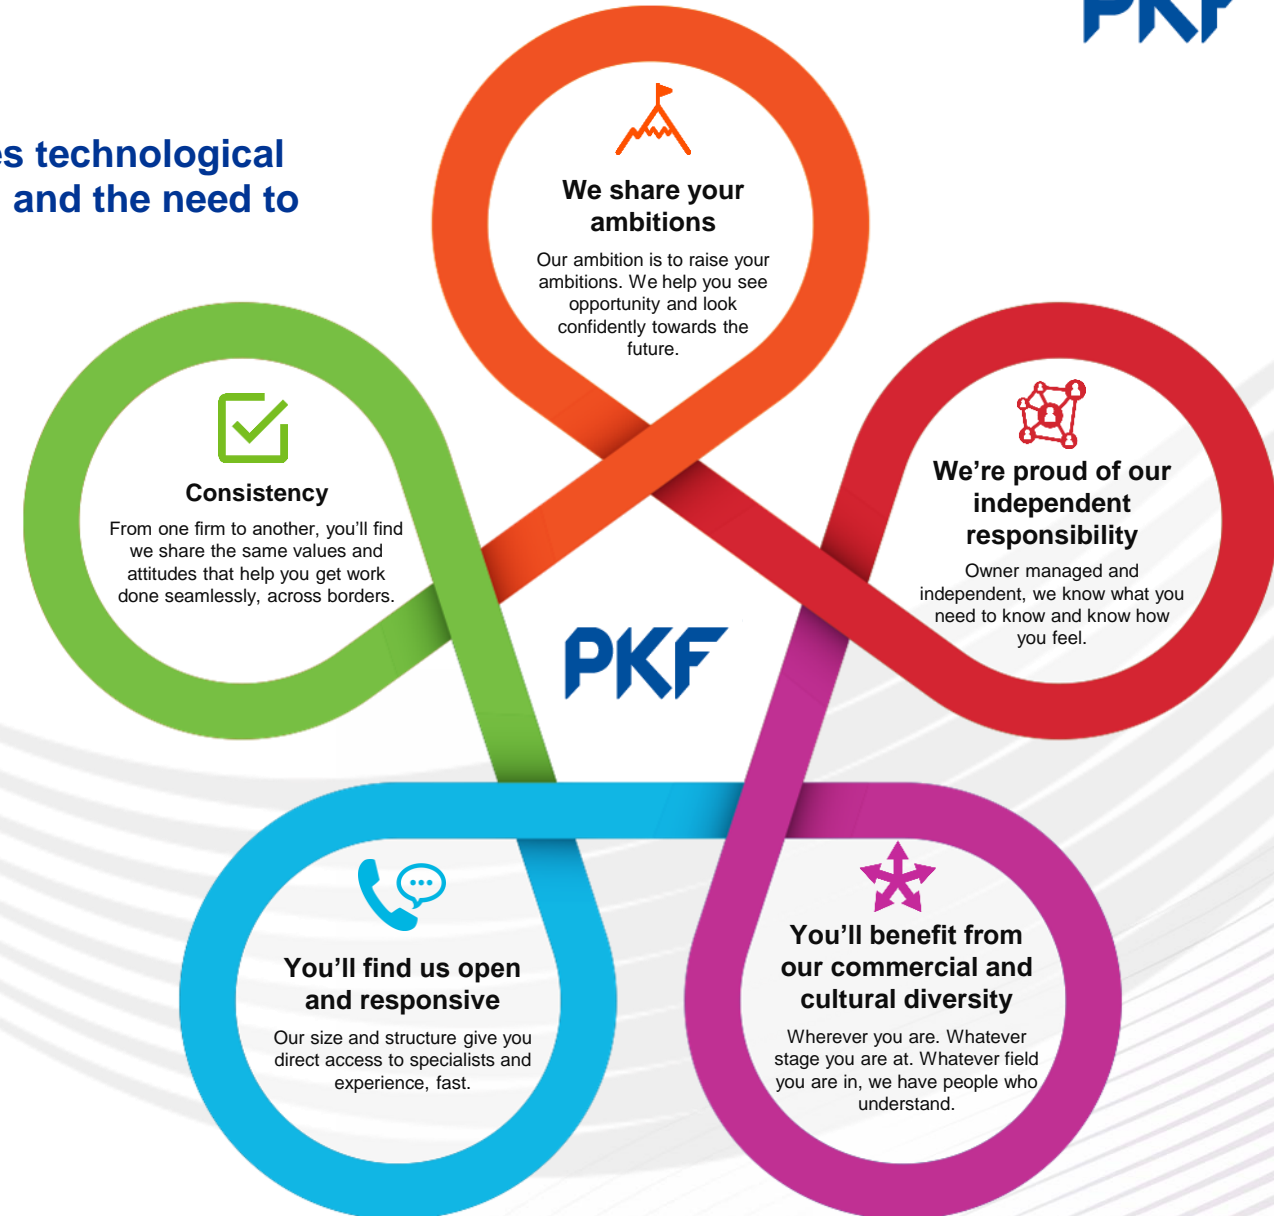 PKF
es technological
and the need to
We share your
ambitions
Our ambition is to raise your
ambitions. We help you see
opportunity and look
confidently towards the
future.
Consistency
From one firm to another, you’ll find
we share the same values and
attitudes that help you get work
done seamlessly, across borders.
We’re proud of our
independent
responsibility
Owner managed and
independent, we know what you
need to know and know how
you feel.
PKF
You’ll find us open
and responsive
Our size and structure give you
direct access to specialists and
experience, fast.
You’ll benefit from
our commercial and
cultural diversity
Wherever you are. Whatever
stage you are at. Whatever field
you are in, we have people who
understand.